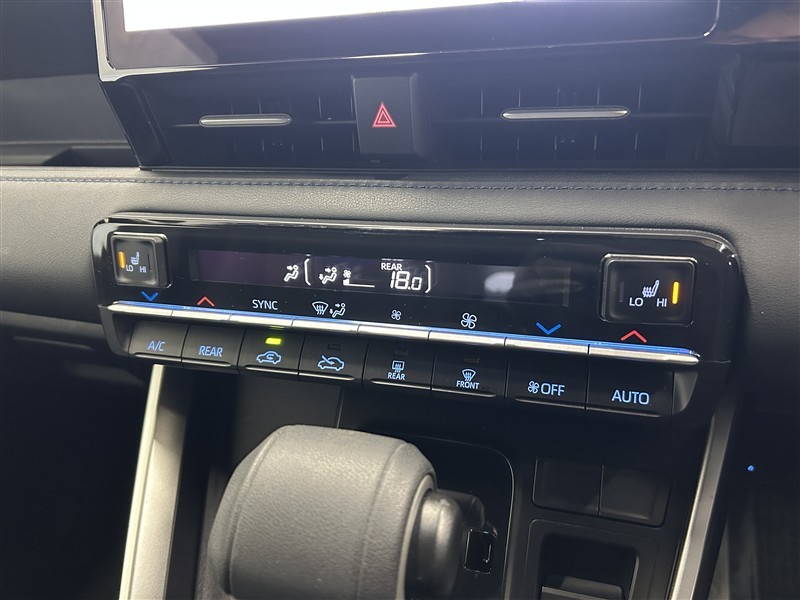 LO HI
REAR
18.0
LO HI
SYNC
A/C
REAR
REAR
FRONT
OFF
AUTO